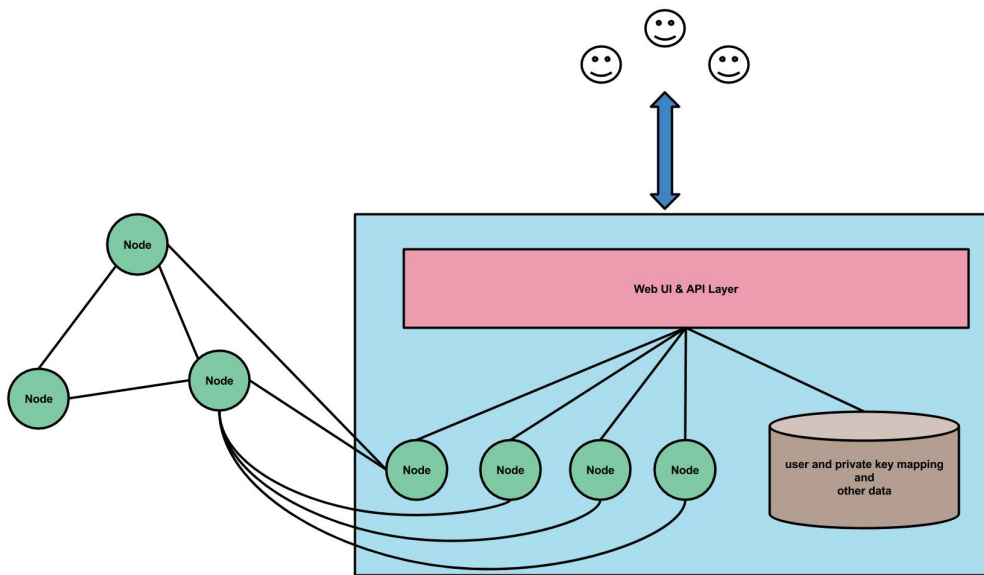 Node
Web UI & API Layer
Node
Node
Node
Node
Node
Node
user and private key mapping
and
other data